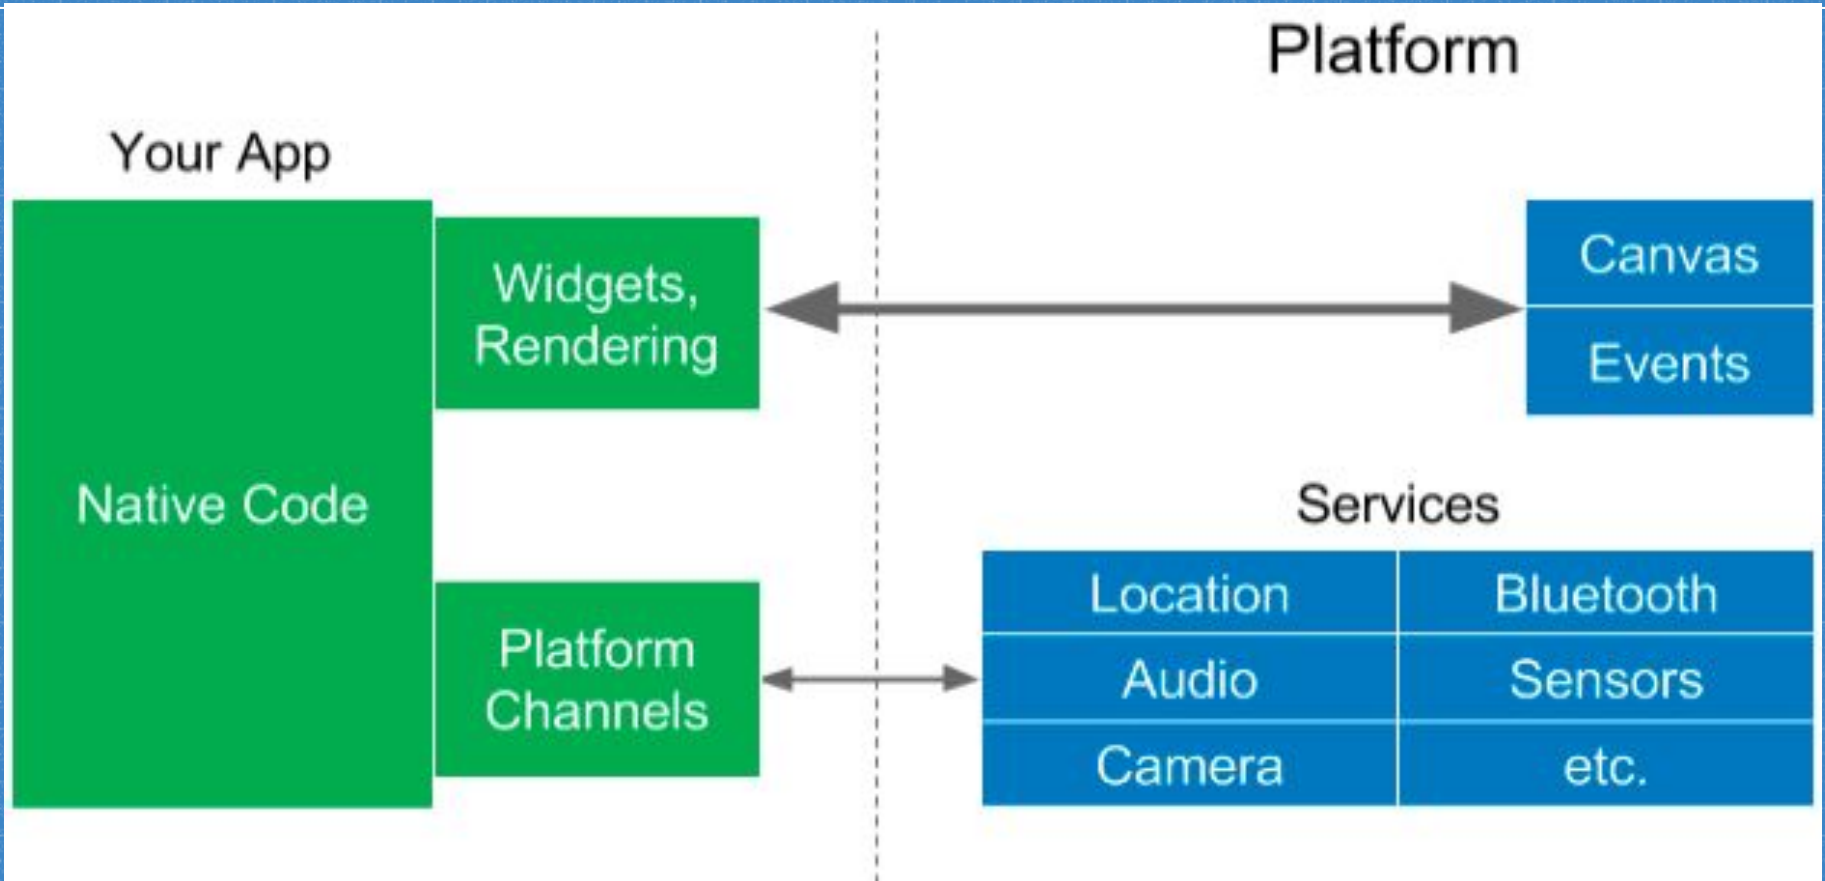 Platform
Your App
Widgets,
Rendering
Canvas
Events
Native Code
Services
Platform
Channels
Location
Bluetooth
Audio
Sensors
Camera
etc.